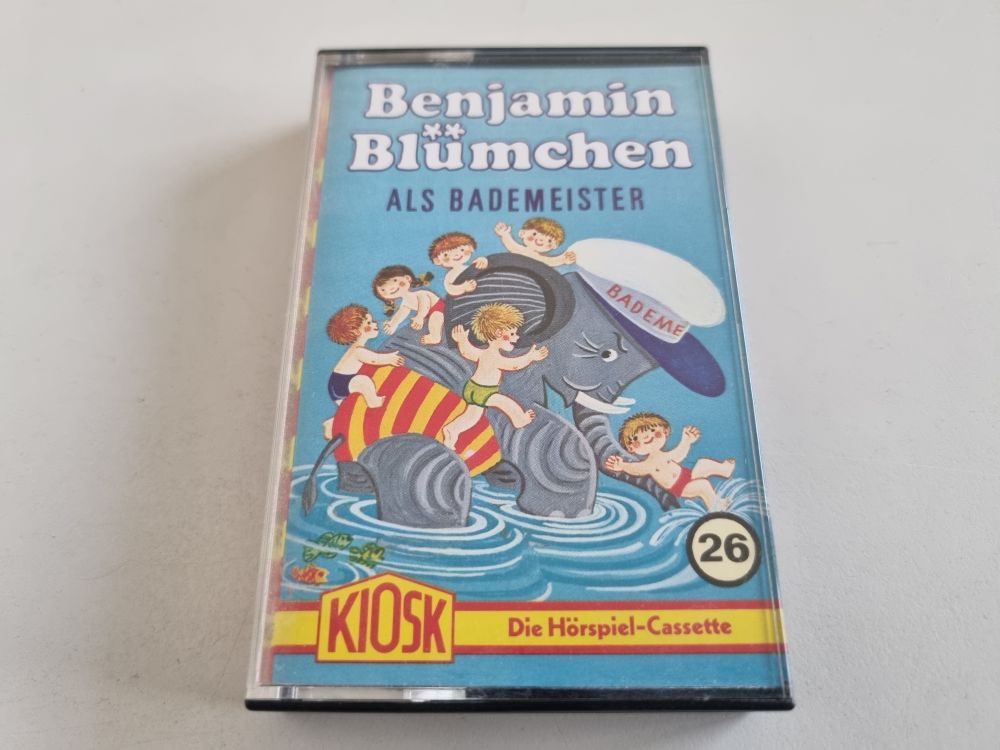 Benjamin
Blümchen
ALS BADEMEISTER
BADEME
26
KIOSK
Die Hörspiel-Cassette